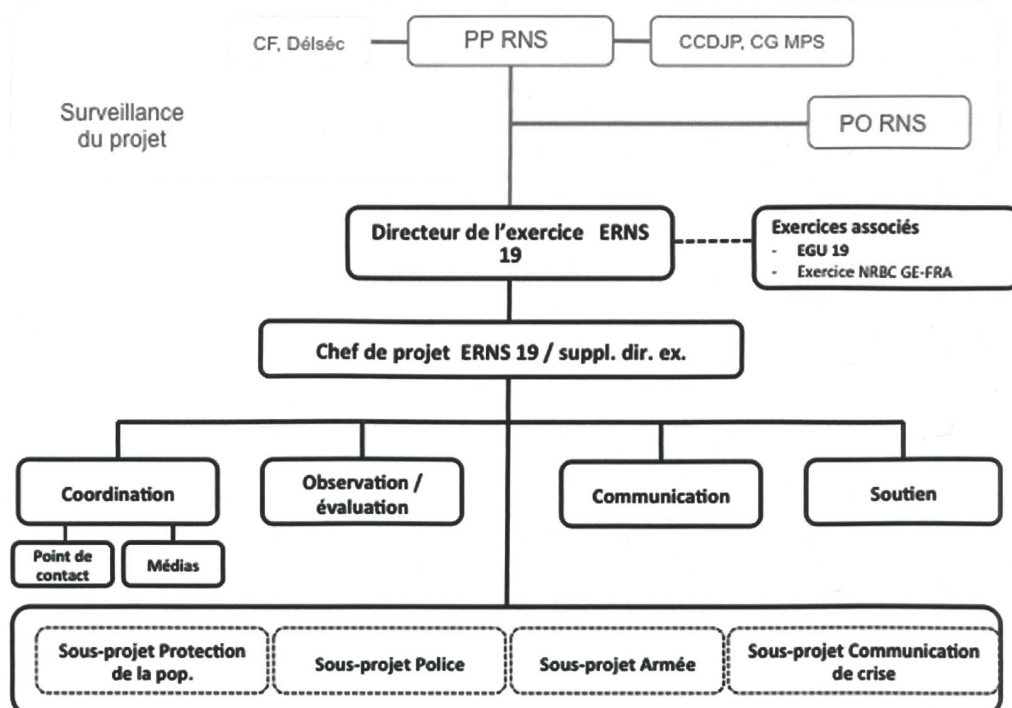 CF, Délséc
PP RNS
CCDJP, CG MPS
Surveillance
du projet
PO RNS
Directeur de l'exercice ERNS
19
Exercices associés
- EGU 19
- Exercice NRBC GE-FRA
Chef de projet ERNS 19 / suppl. dir. ex.
Coordination
Observation /
évaluation
Communication
Soutien
Point de
contact
Médias
Sous-projet Protection
de la pop.
Sous-projet Police
Sous-projet Armée
Sous-projet Communication
de crise